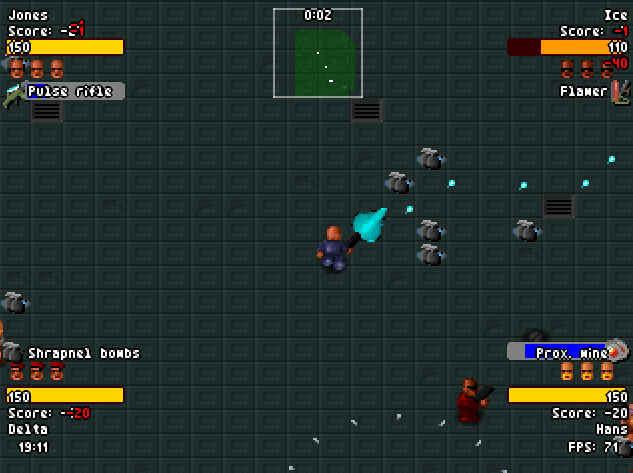 Jones
Score: -2
150
Pulse rifle
0:02
Ice
Score: -1
110
-40
Flamer
Shrapnel bombs
150
Score: -20
Delta
19:11
Prox. mine
150
Score: -20
Hans
FPS: 71